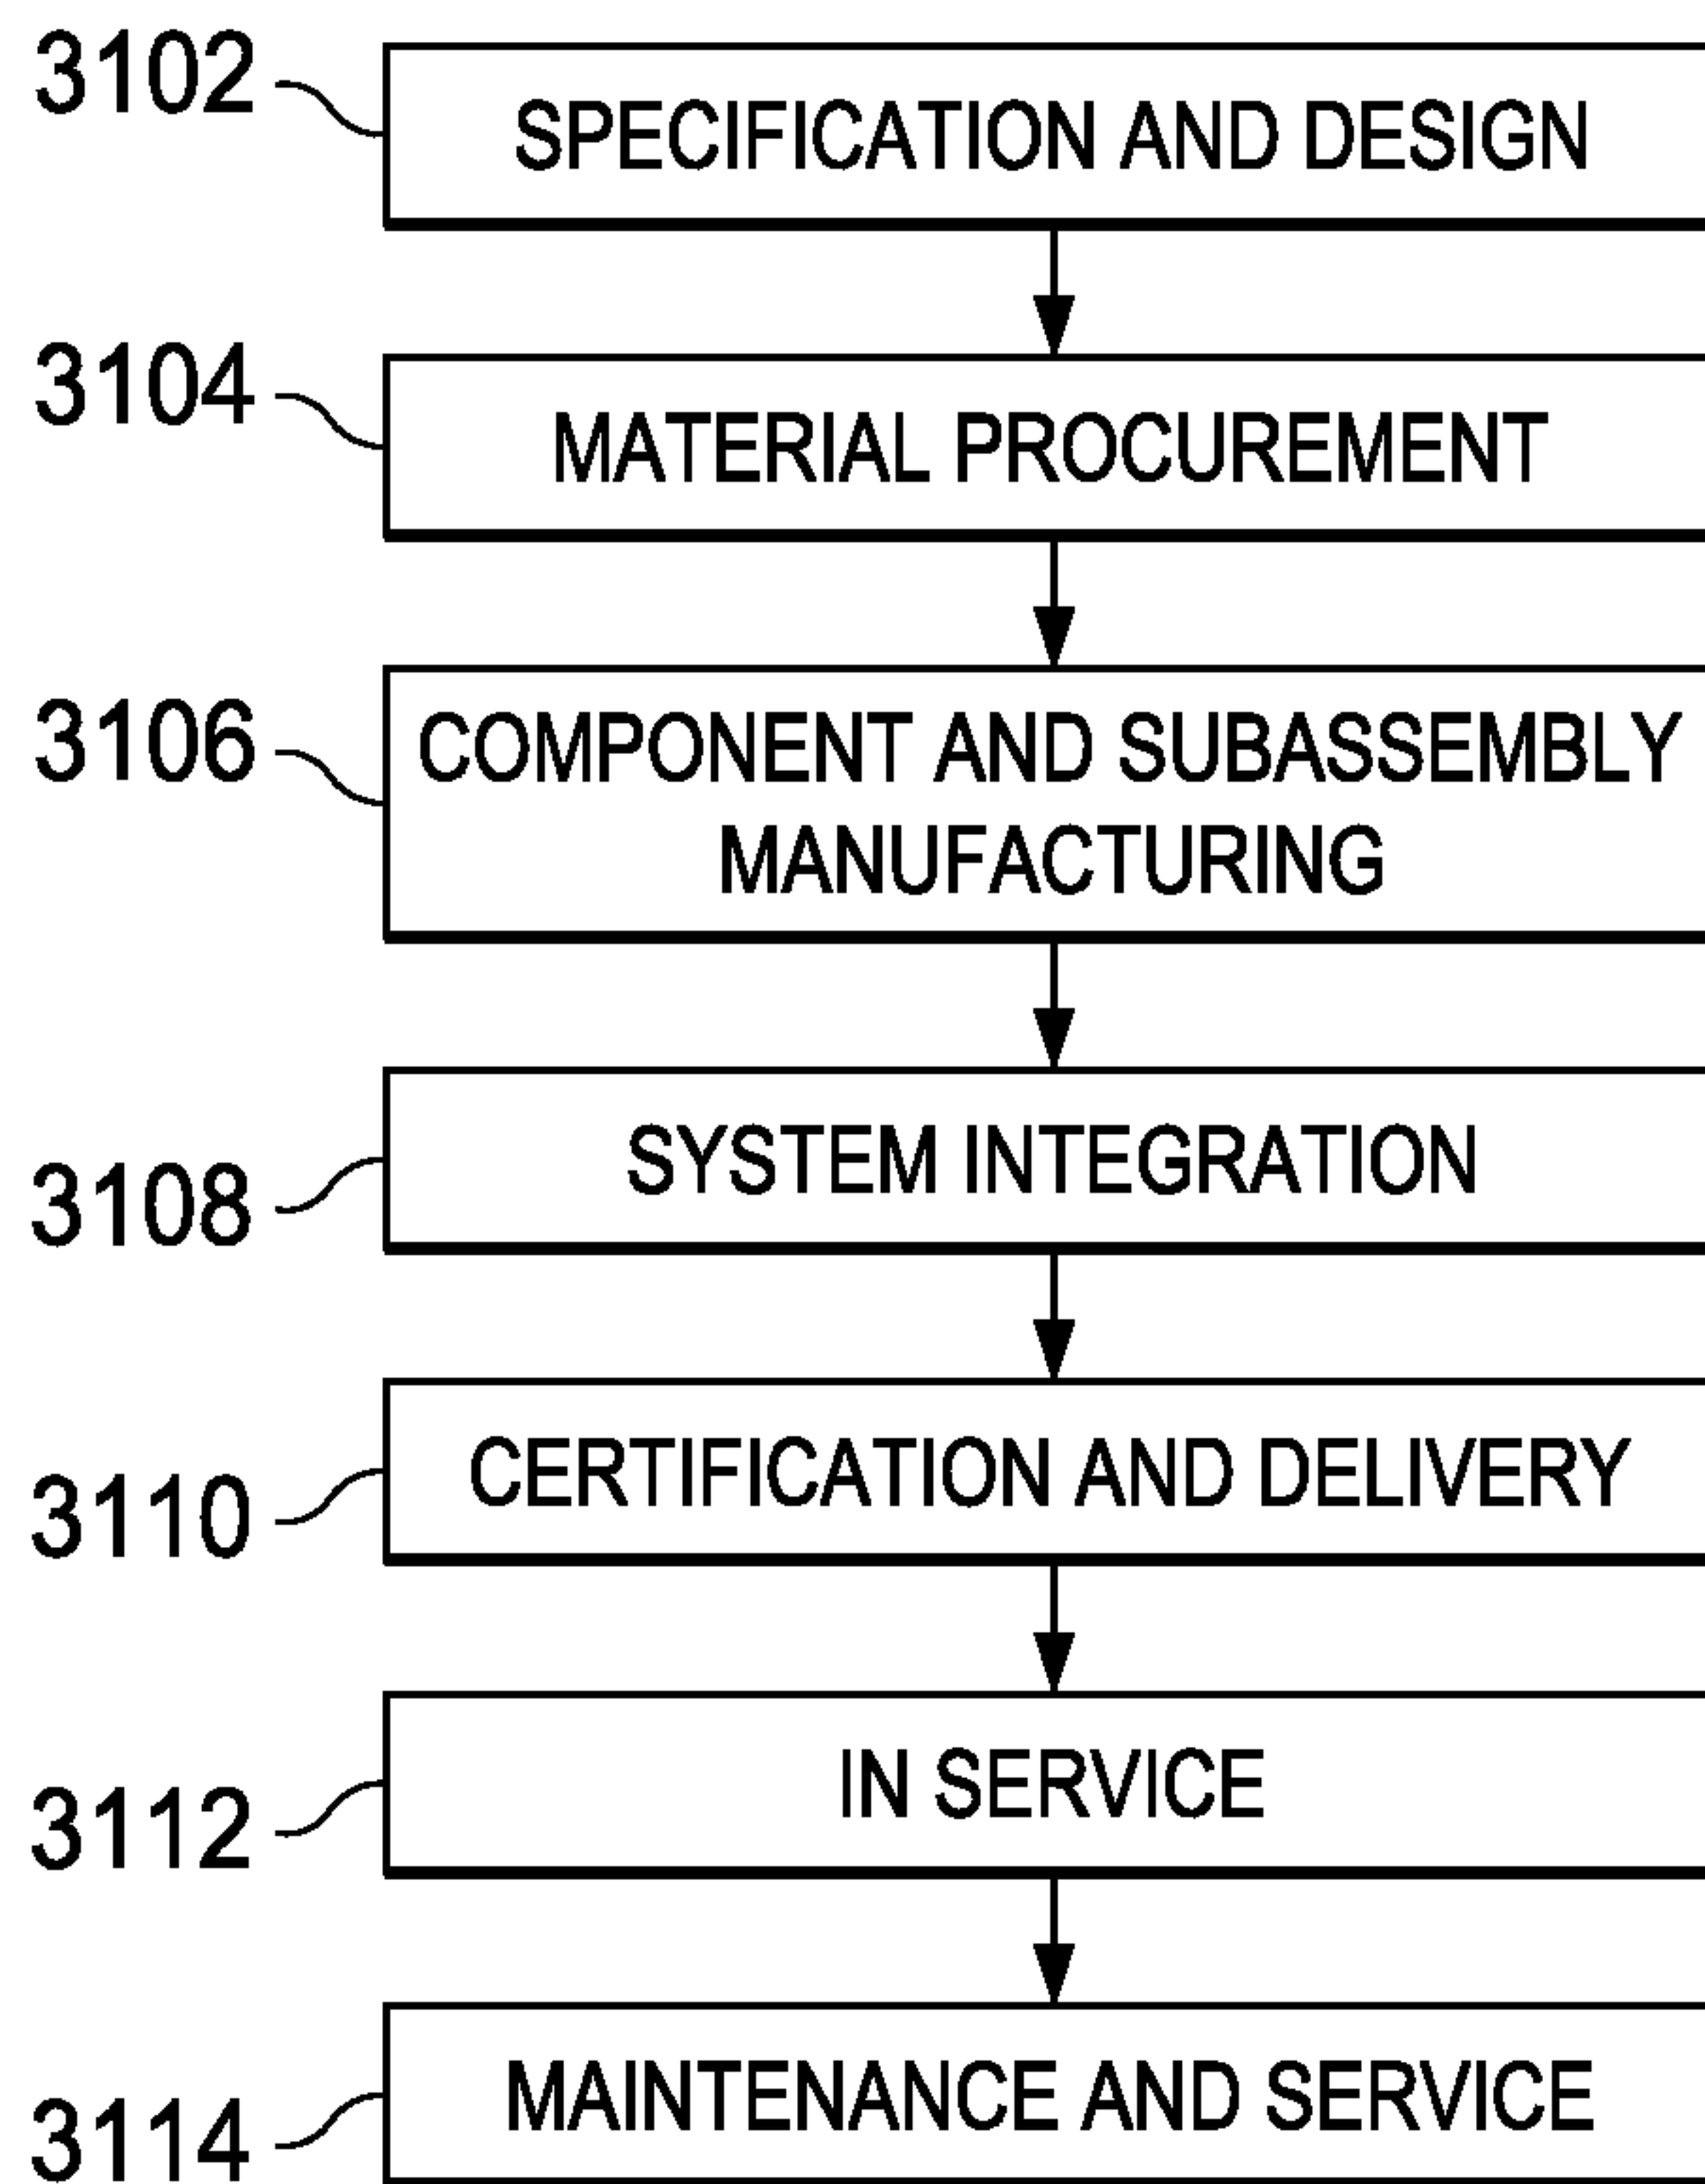 3102
SPECIFICATION AND DESIGN
3104
MATERIAL PROCUREMENT
3106
COMPONENT AND SUBASSEMBLY
MANUFACTURING
3108
SYSTEM INTEGRATION
3110
CERTIFICATION AND DELIVERY
3112
IN SERVICE
3114
MAINTENANCE AND SERVICE